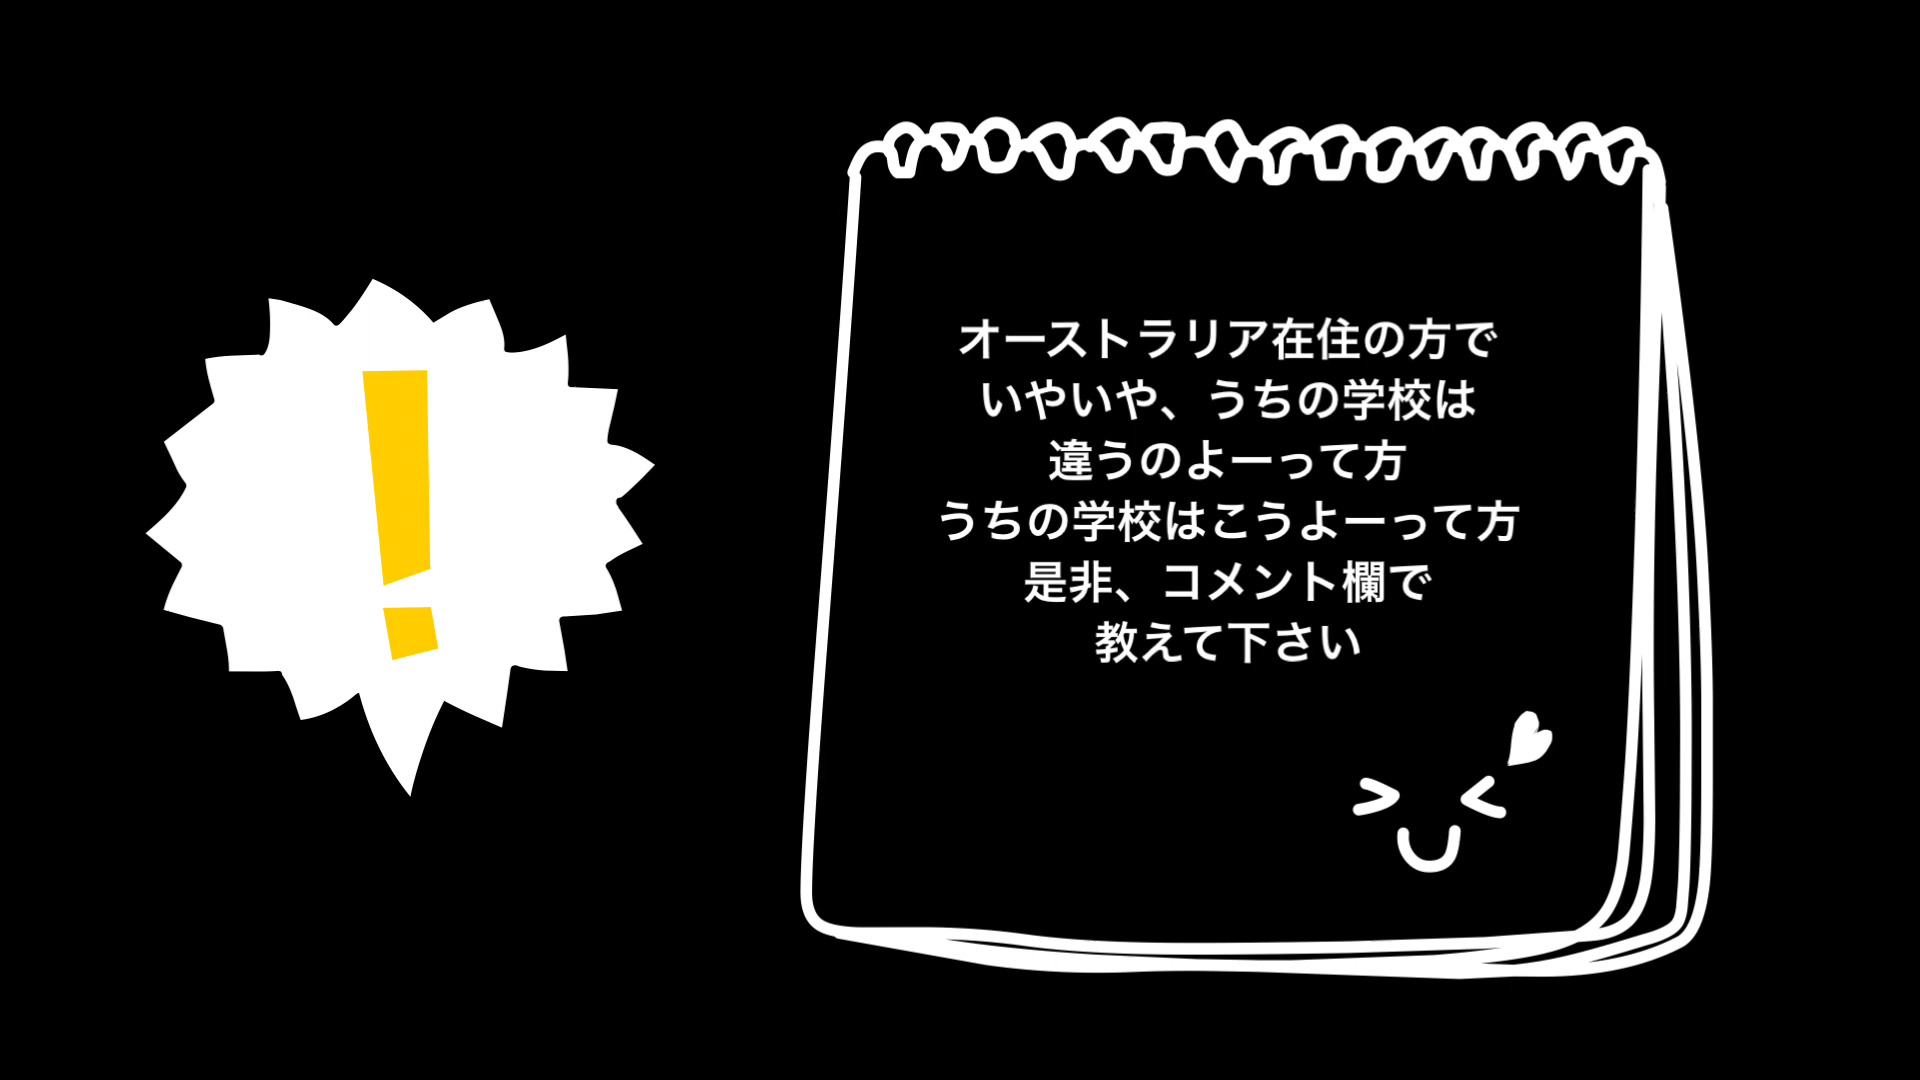 !
オーストラリア在住の方で
いやいや、うちの学校は
違うのよーって方
うちの学校はこうよーって方
是非、コメント欄で
教えて下さい